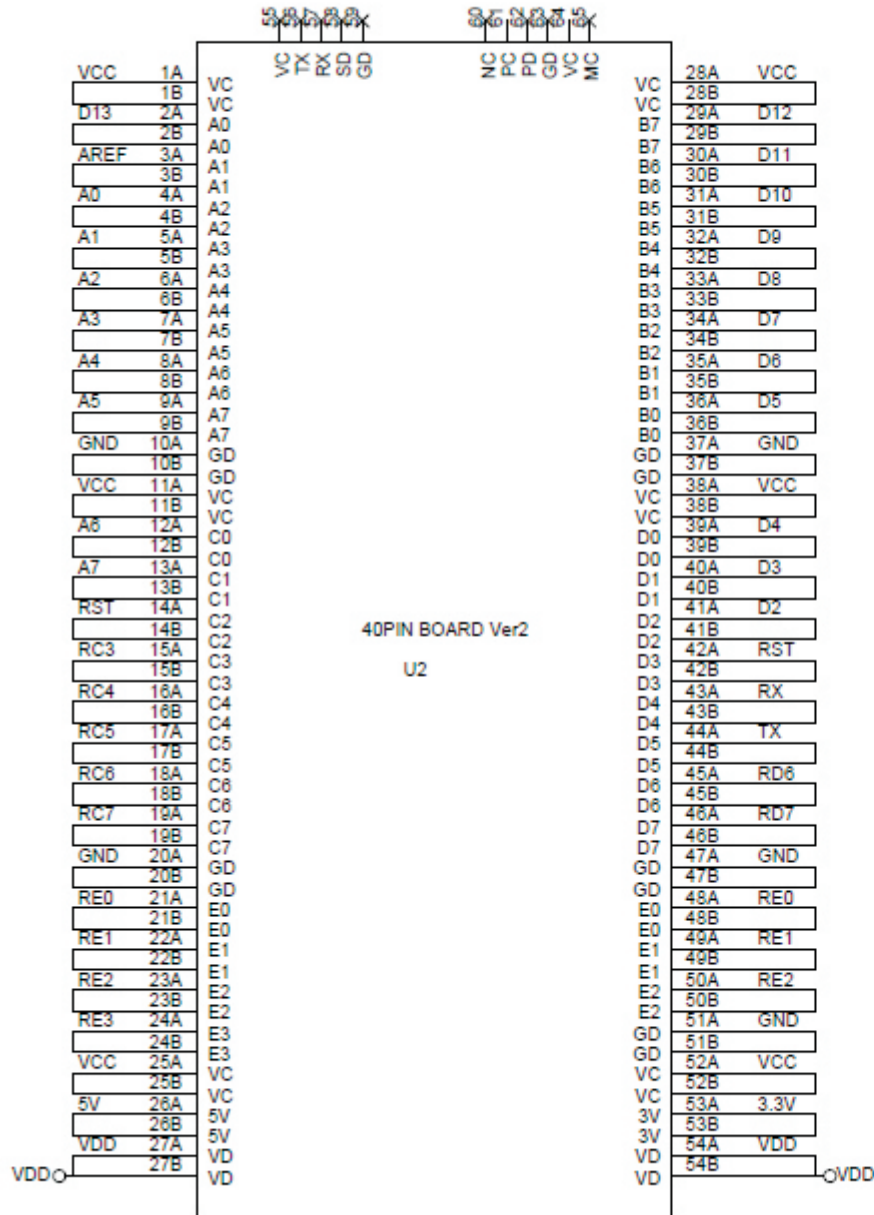 55 56 57 58 59 60 61 62 63 64 65
VC TX RX SD GD NC PC PD GD VC MC
VCC 1A VC VC 28A VCC
1B VC VC 28B
D13 2A A0 B7 29A D12
2B A0 B7 29B
AREF 3A A1 B6 30A D11
3B A1 B6 30B
A0 4A A2 B5 31A D10
4B A2 B5 31B
A1 5A A3 B4 32A D9
5B A3 B4 32B
A2 6A A4 B3 33A D8
6B A4 B3 33B
A3 7A A5 B2 34A D7
7B A5 B2 34B
A4 8A A6 B1 35A D6
8B A6 B1 35B
A5 9A A7 B0 36A D5
9B A7 B0 36B
GND 10A GD GD 37A GND
10B GD GD 37B
VCC 11A VC VC 38A VCC
11B VC VC 38B
A6 12A C0 D0 39A D4
12B C0 D0 39B
A7 13A C1 D1 40A D3
13B C1 D1 40B
RST 14A C2 D2 41A D2
14B C2 D2 41B
40PIN BOARD Ver2
U2
RC3 15A C3 D3 42A RST
15B C3 D3 42B
RC4 16A C4 D4 43A RX
16B C4 D4 43B
RC5 17A C5 D5 44A TX
17B C5 D5 44B
RC6 18A C6 D6 45A RD6
18B C6 D6 45B
RC7 19A C7 D7 46A RD7
19B C7 D7 46B
GND 20A GD GD 47A GND
20B GD GD 47B
RE0 21A E0 E0 48A RE0
21B E0 E0 48B
RE1 22A E1 E1 49A RE1
22B E1 E1 49B
RE2 23A E2 E2 50A RE2
23B E2 E2 50B
RE3 24A E3 GD 51A GND
24B E3 GD 51B
VCC 25A VC VC 52A VCC
25B VC VC 52B
5V 26A 5V 3V 53A 3.3V
26B 5V 3V 53B
VDD 27A VD VD 54A VDD
VDD 27B VD VD 54B VDD